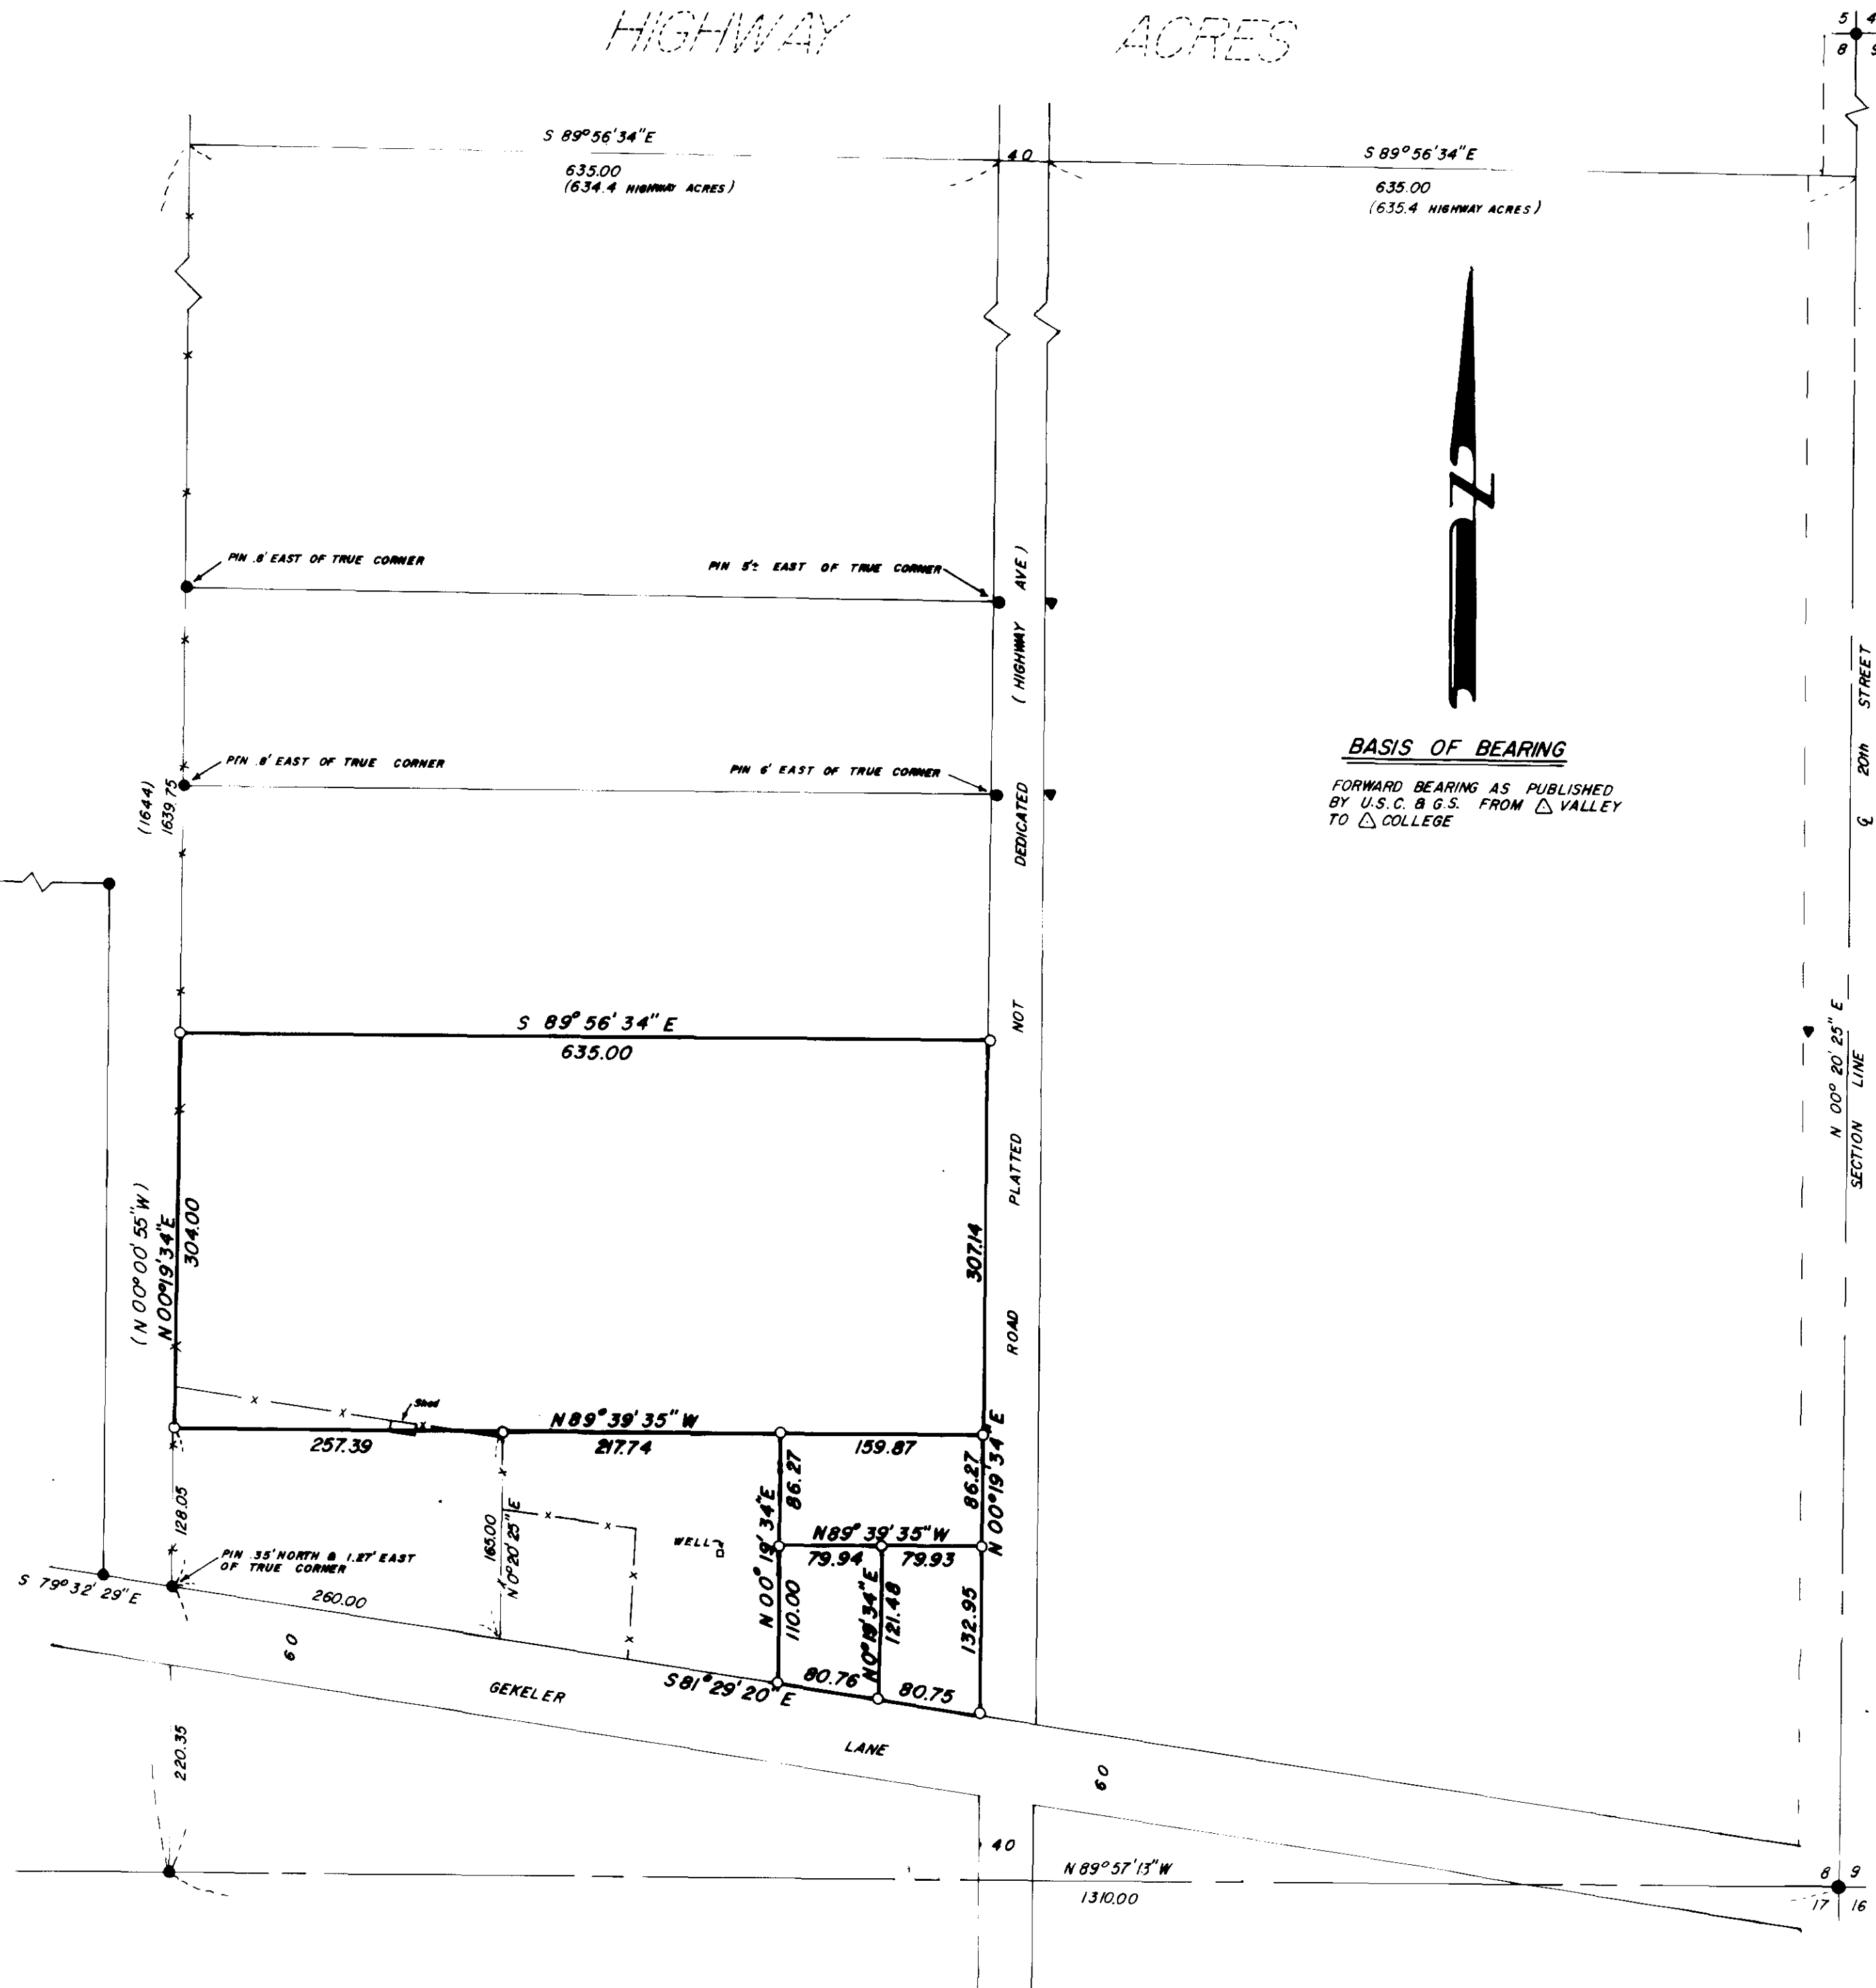 HIGHWAY ACRES
5 4
8 9
S 89°56'34"E
635.00
(634.4 HIGHWAY ACRES)
40
S 89°56'34"E
635.00
(635.4 HIGHWAY ACRES)
PIN .8' EAST OF TRUE CORNER
PIN 5'± EAST OF TRUE CORNER
PIN .8' EAST OF TRUE CORNER
PIN 6' EAST OF TRUE CORNER
(1644)
1639.75
BASIS OF BEARING
FORWARD BEARING AS PUBLISHED
BY U.S.C. & G.S. FROM △ VALLEY
TO △ COLLEGE
ROAD PLATTED NOT DEDICATED (HIGHWAY AVE)
℄ 20th STREET
N 00° 20' 25" E
SECTION LINE
S 89°56'34"E
635.00
(N 00°00'55"W)
N 00°19'34"E
304.00
307.14
Shed
N 89°39'35"W
257.39
217.74
159.87
N 00°19'34"E
86.27
86.27
N 00°19'34"E
128.05
165.00
N 0°20'25"E
WELL
N 89°39'35"W
79.94
79.93
110.00
N 0°19'34"E
121.48
132.95
PIN .35' NORTH & 1.27' EAST
OF TRUE CORNER
S 79°32'29"E
260.00
S 81°29'20"E
80.76
80.75
60
GEKELER LANE
60
220.35
40
N 89°57'13"W
1310.00
8 9
17 16
N